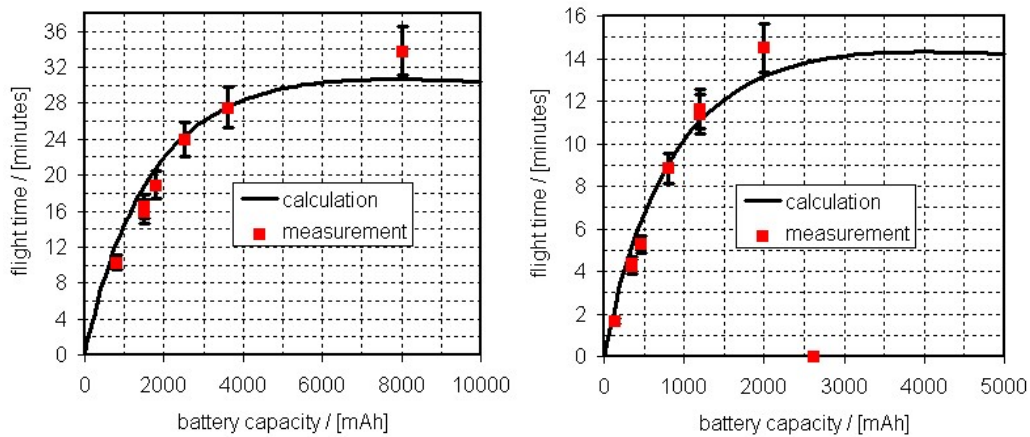 36
32
28
24
20
16
12
8
4
0
flight time / [minutes]
calculation
measurement
0 2000 4000 6000 8000 10000
battery capacity / [mAh]
16
14
12
10
8
6
4
2
0
flight time / [minutes]
calculation
measurement
0 1000 2000 3000 4000 5000
battery capacity / [mAh]